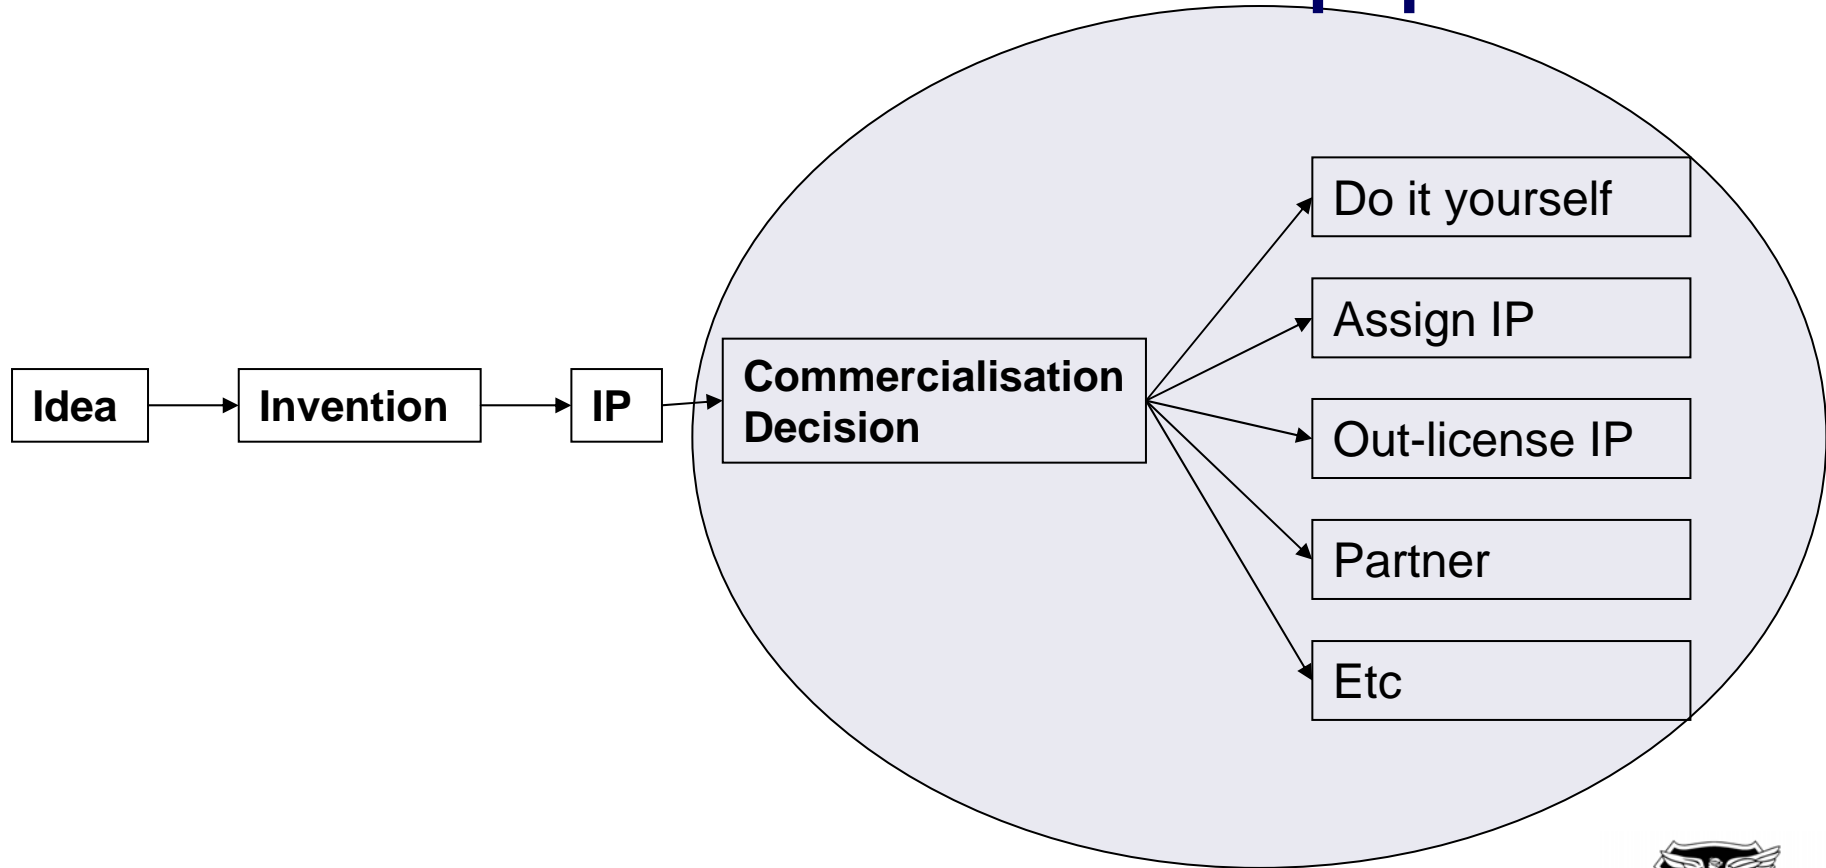 Idea
Invention
IP
Commercialisation
Decision
Do it yourself
Assign IP
Out-license IP
Partner
Etc